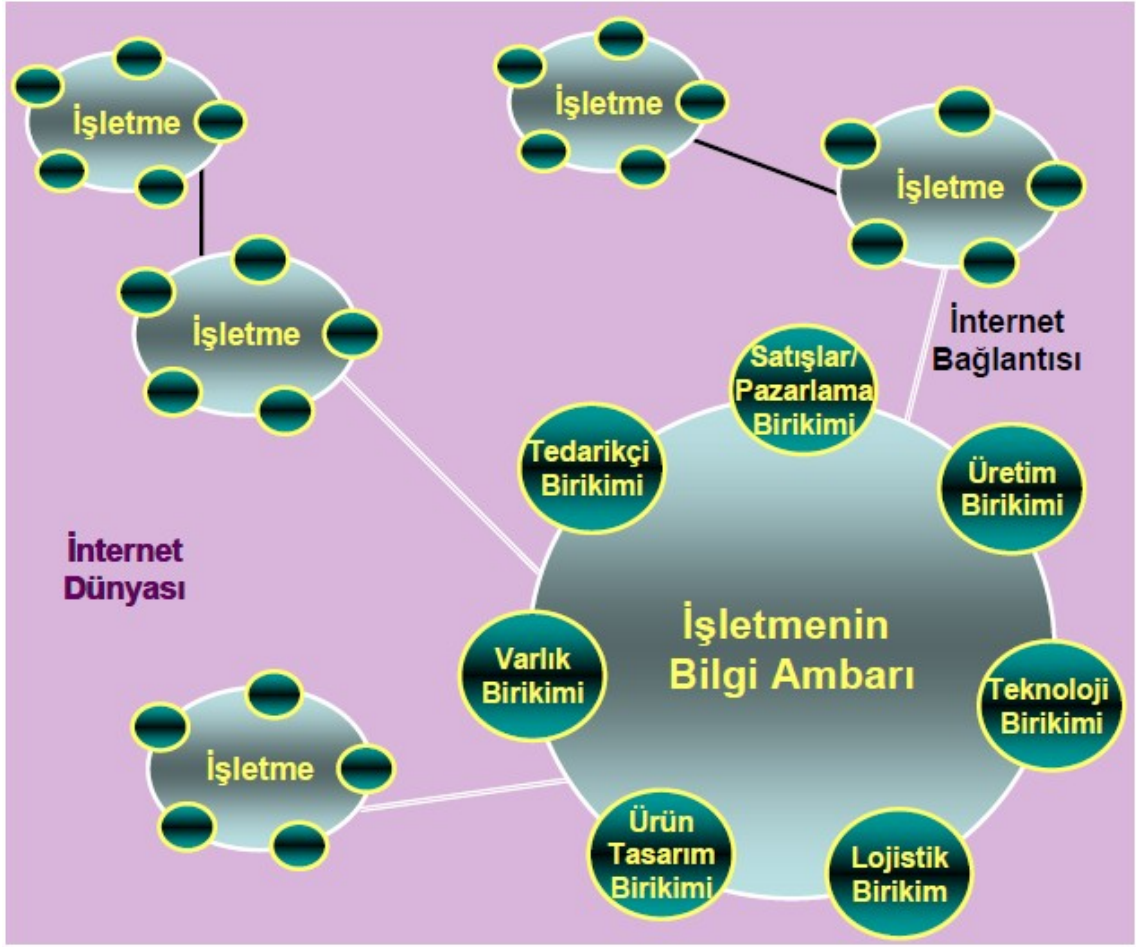 İşletme
İşletme
İşletme
İşletme
İnternet
Bağlantısı
Satışlar/
Pazarlama
Birikimi
Tedarikçi
Birikimi
Üretim
Birikimi
İnternet
Dünyası
İşletmenin
Bilgi Ambarı
Varlık
Birikimi
Teknoloji
Birikimi
İşletme
Ürün
Tasarım
Birikimi
Lojistik
Birikim